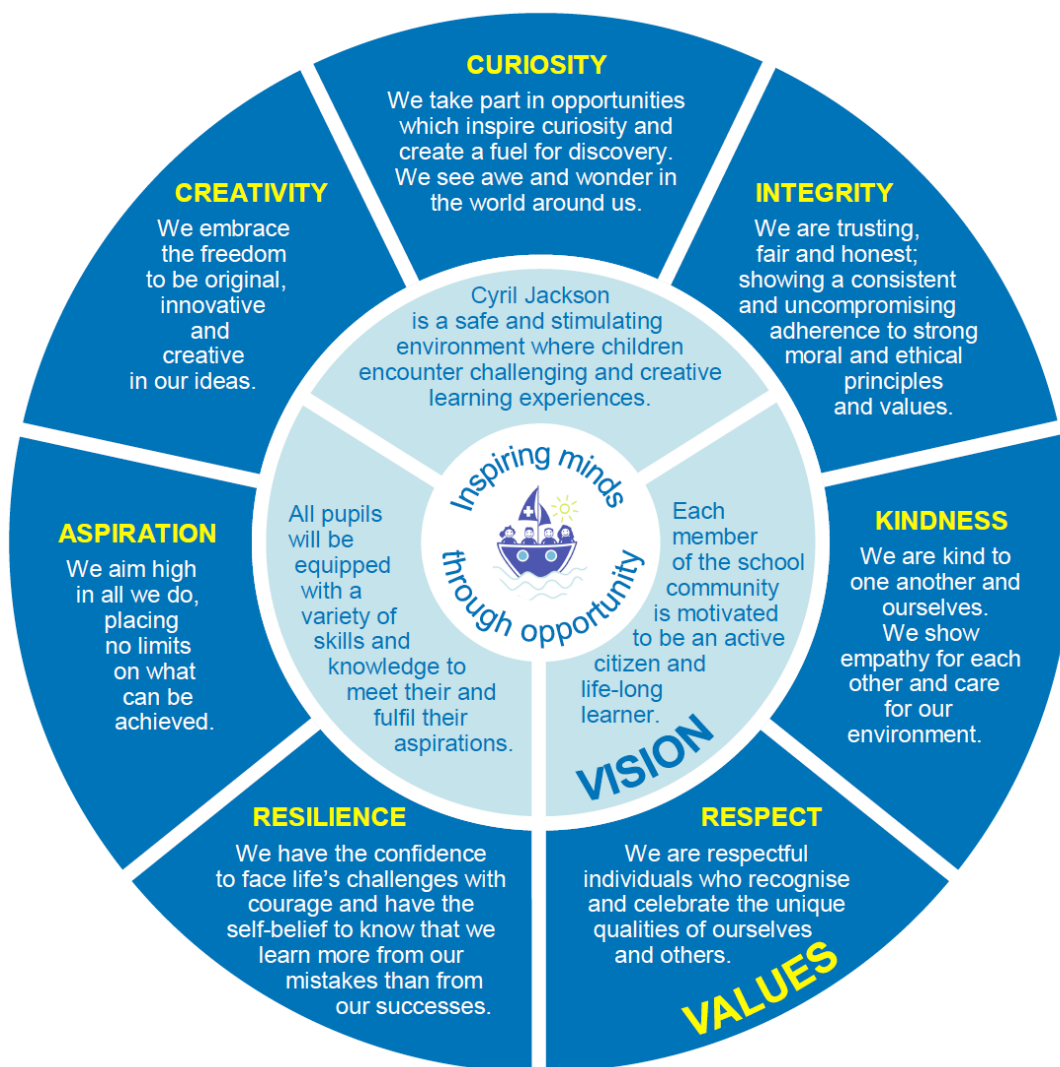 CURIOSITY
We take part in opportunities
which inspire curiosity and
create a fuel for discovery.
We see awe and wonder in
the world around us.
INTEGRITY
We are trusting,
fair and honest;
showing a consistent
and uncompromising
adherence to strong
moral and ethical
principles
and values.
KINDNESS
We are kind to
one another and
ourselves.
We show
empathy for each
other and care
for our
environment.
RESPECT
We are respectful
individuals who recognise
and celebrate the unique
qualities of ourselves
and others.
VALUES
RESILIENCE
We have the confidence
to face life's challenges with
courage and have the
self-belief to know that we
learn more from our
mistakes than from
our successes.
ASPIRATION
We aim high
in all we do,
placing
no limits
on what
can be
achieved.
CREATIVITY
We embrace
the freedom
to be original,
innovative
and
creative
in our ideas.
Cyril Jackson
is a safe and stimulating
environment where children
encounter challenging and creative
learning experiences.
Each
member
of the school
community
is motivated
to be an active
citizen and
life-long
learner.
VISION
All pupils
will be
equipped
with a
variety of
skills and
knowledge to
meet their and
fulfil their
aspirations.
Inspiring minds
through opportunity